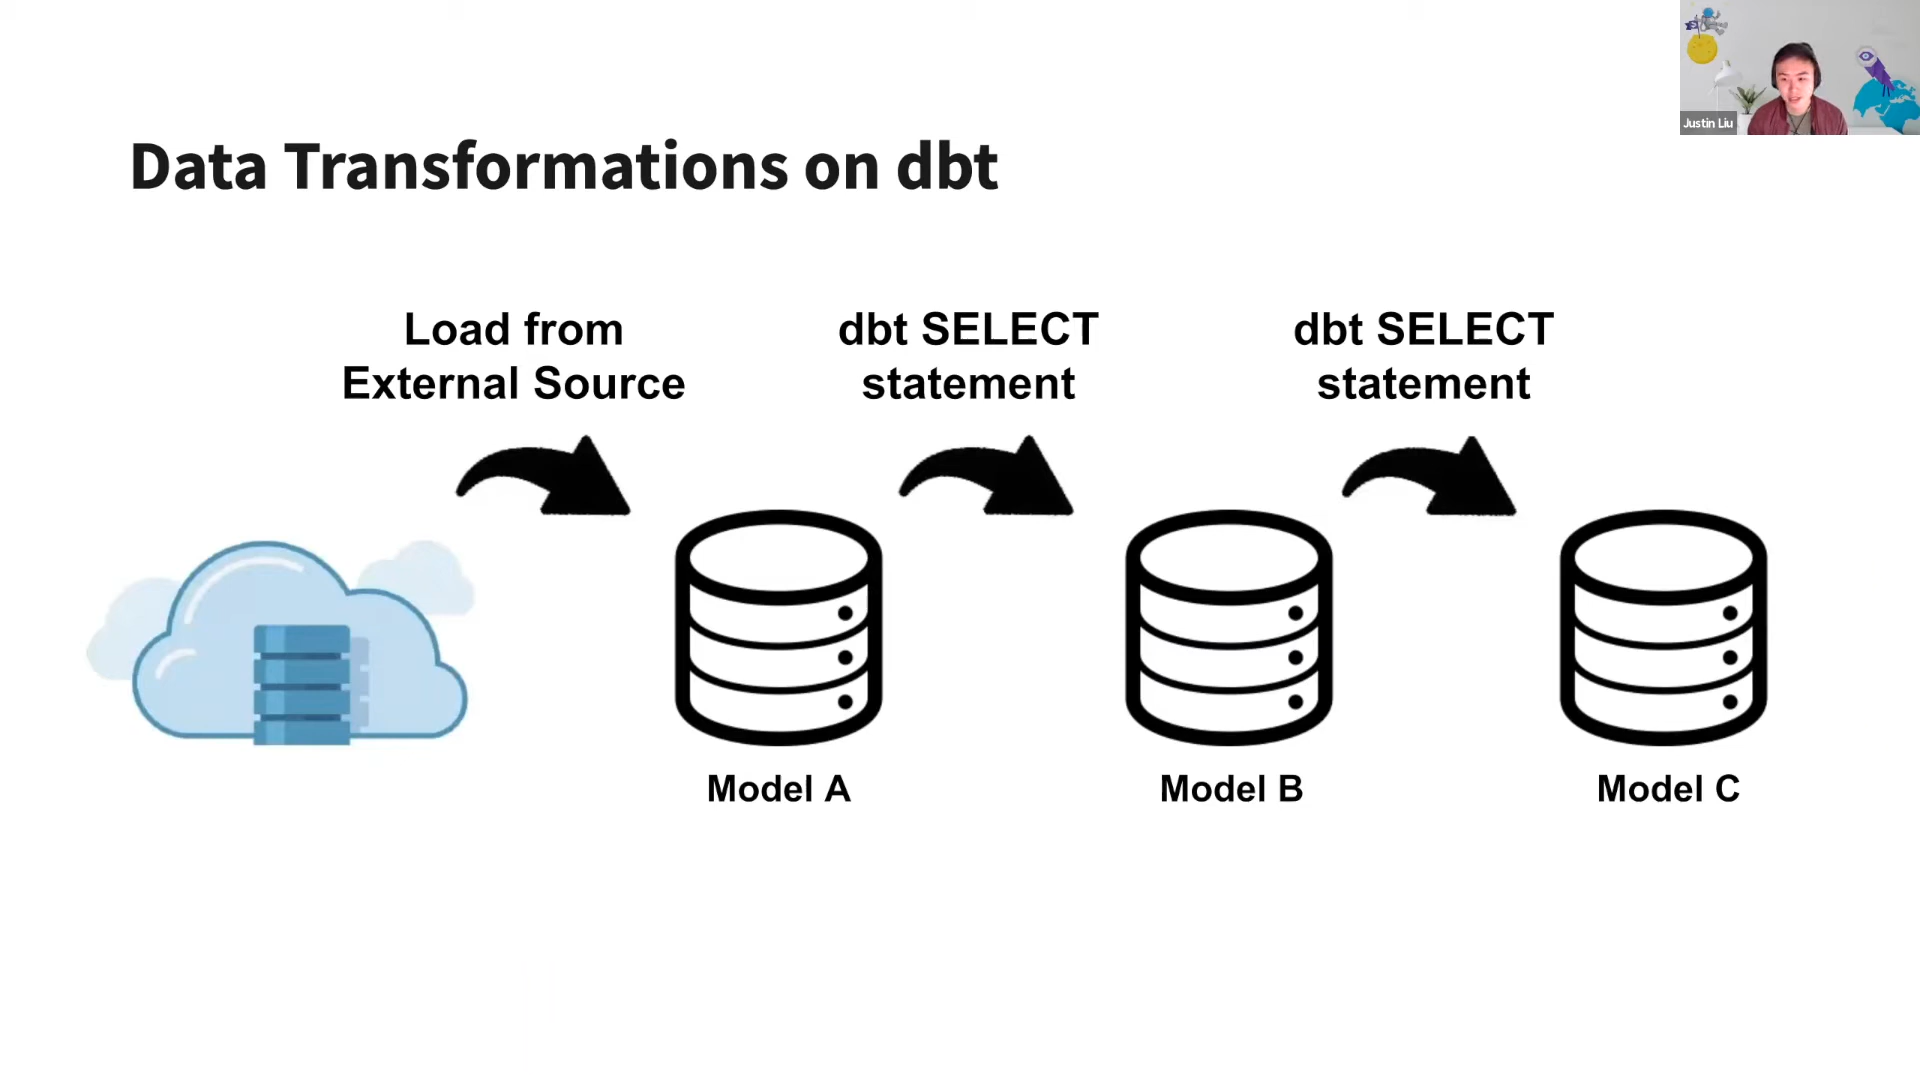 Justin Liu
Data Transformations on dbt
Load from
External Source
dbt SELECT
statement
dbt SELECT
statement
Model A
Model B
Model C